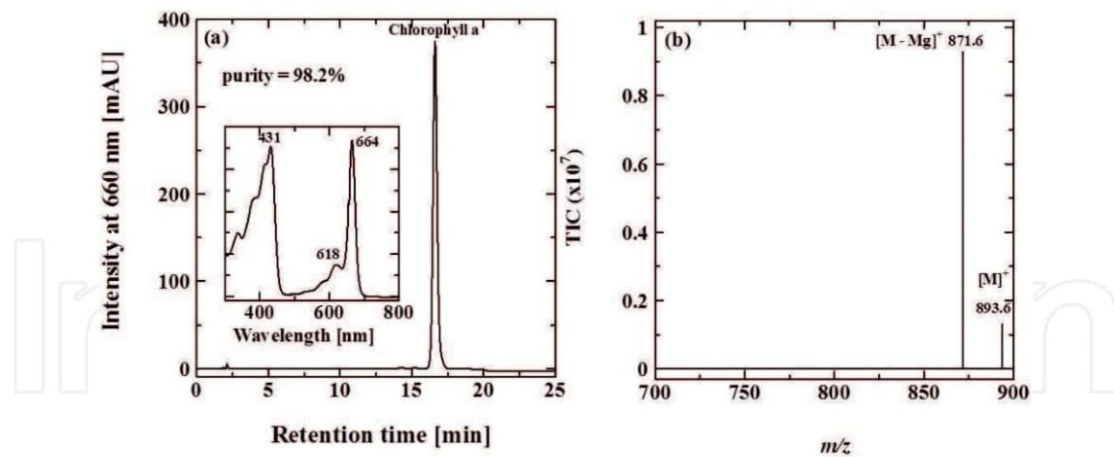 (a)
Chlorophyll a
purity = 98.2%
431
664
618
400 600 800
Wavelength [nm]
400
300
200
100
0
0 5 10 15 20 25
Intensity at 660 nm [mAU]
Retention time [min]
(b)
[M - Mg]⁺ 871.6
[M]⁺
893.6
1
0.8
0.6
0.4
0.2
0
700 750 800 850 900
TIC (x10⁷)
m/z